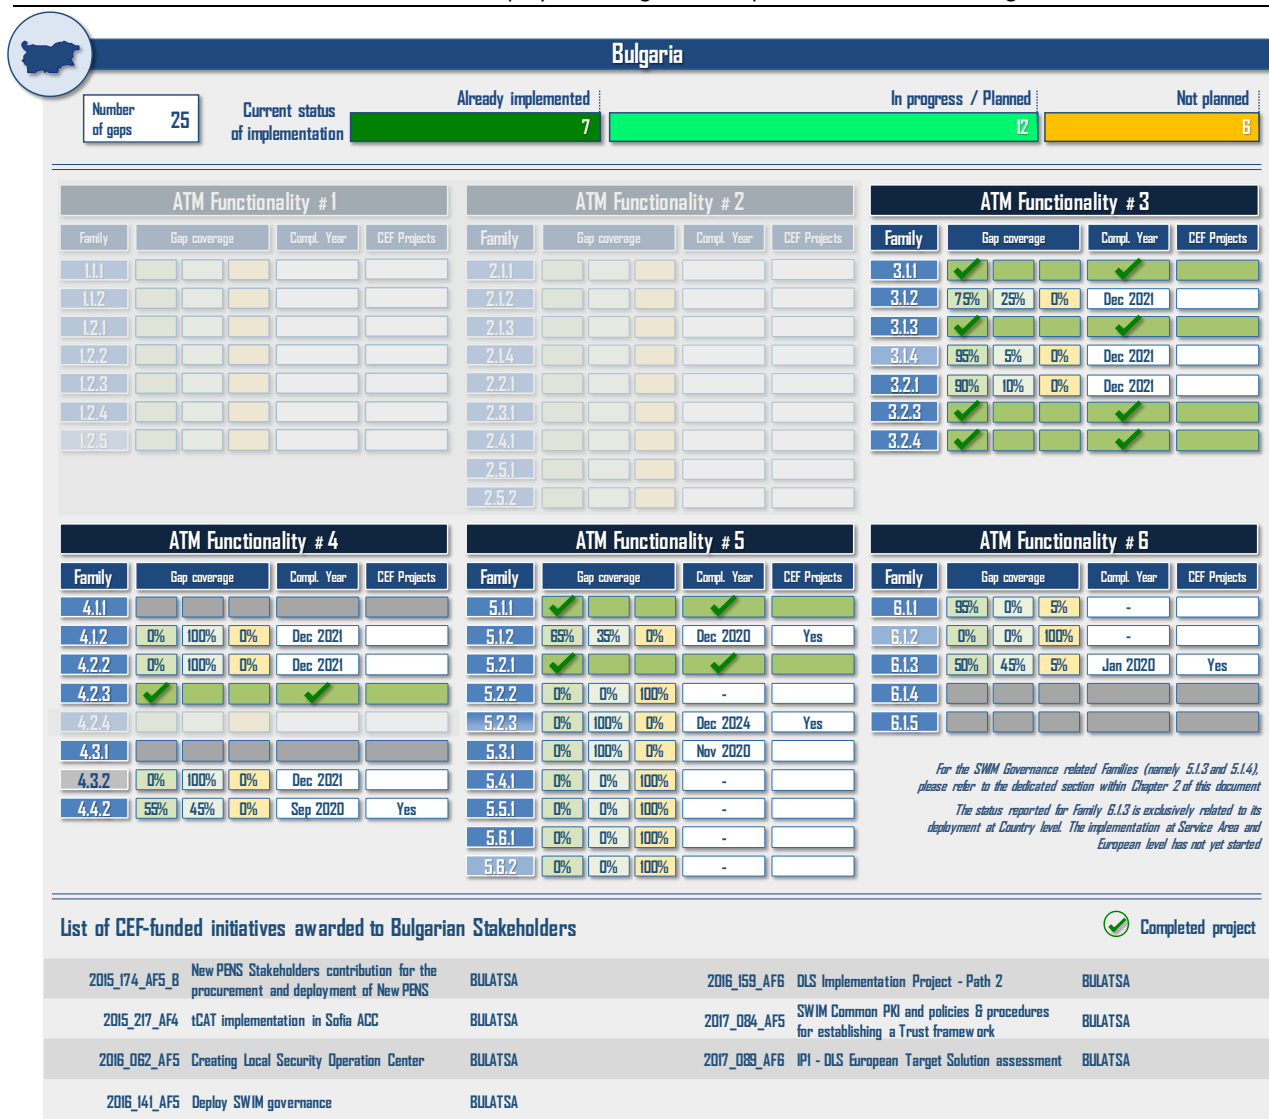 Bulgaria
Number
of gaps
25
Current status
of implementation
Already implemented
7
In progress / Planned
12
Not planned
6
ATM Functionality # 1
Family Gap coverage Compl. Year CEF Projects
1.1.1
1.1.2
1.2.1
1.2.2
1.2.3
1.2.4
1.2.5
ATM Functionality # 2
Family Gap coverage Compl. Year CEF Projects
2.1.1
2.1.2
2.1.3
2.1.4
2.2.1
2.3.1
2.4.1
2.5.1
2.5.2
ATM Functionality # 3
Family Gap coverage Compl. Year CEF Projects
3.1.1
3.1.2 75% 25% 0% Dec 2021
3.1.3
3.1.4 95% 5% 0% Dec 2021
3.2.1 90% 10% 0% Dec 2021
3.2.3
3.2.4
ATM Functionality # 4
Family Gap coverage Compl. Year CEF Projects
4.1.1
4.1.2 0% 100% 0% Dec 2021
4.2.2 0% 100% 0% Dec 2021
4.2.3
4.2.4
4.3.1
4.3.2 0% 100% 0% Dec 2021
4.4.2 55% 45% 0% Sep 2020 Yes
ATM Functionality # 5
Family Gap coverage Compl. Year CEF Projects
5.1.1
5.1.2 65% 35% 0% Dec 2020 Yes
5.2.1
5.2.2 0% 0% 100% -
5.2.3 0% 100% 0% Dec 2024 Yes
5.3.1 0% 100% 0% Nov 2020
5.4.1 0% 0% 100% -
5.5.1 0% 0% 100% -
5.6.1 0% 0% 100% -
5.6.2 0% 0% 100% -
ATM Functionality # 6
Family Gap coverage Compl. Year CEF Projects
6.1.1 95% 0% 5% -
6.1.2 0% 0% 100% -
6.1.3 50% 45% 5% Jan 2020 Yes
6.1.4
6.1.5
For the SWIM Governance related Families (namely 5.1.3 and 5.1.4),
please refer to the dedicated section within Chapter 2 of this document
The status reported for Family 6.1.3 is exclusively related to its
deployment at Country level. The implementation at Service Area and
European level has not yet started
List of CEF-funded initiatives awarded to Bulgarian Stakeholders
Completed project
2015_174_AF5_B New PENS Stakeholders contribution for the
procurement and deployment of New PENS BULATSA
2015_217_AF4 tCAT implementation in Sofia ACC BULATSA
2016_062_AF5 Creating Local Security Operation Center BULATSA
2016_141_AF5 Deploy SWIM governance BULATSA
2016_159_AF6 DLS Implementation Project - Path 2 BULATSA
2017_084_AF5 SWIM Common PKI and policies & procedures
for establishing a Trust framework BULATSA
2017_089_AF6 IP1 - DLS European Target Solution assessment BULATSA